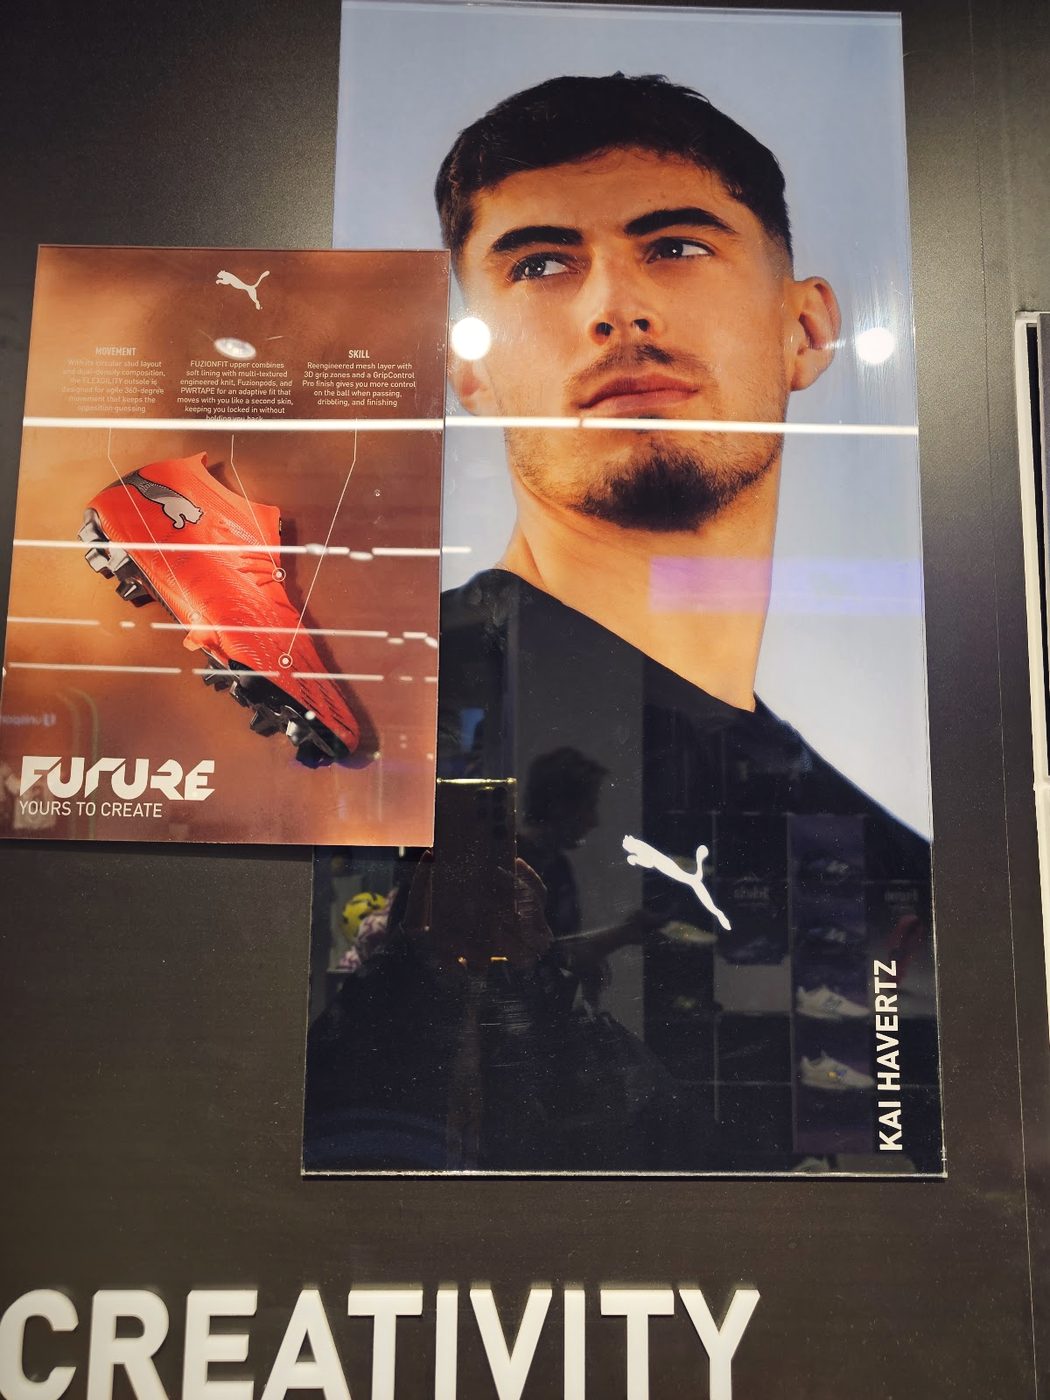 MOVEMENT
With its circular stud layout
and dual-density composition,
the FLEXGILITY outsole is
designed for agile 360-degree
movement that keeps the
opposition guessing
FUZIONFIT upper combines
soft lining with multi-textured
engineered knit, Fuzionpods, and
PWRTAPE for an adaptive fit that
moves with you like a second skin,
keeping you locked in without
holding you back
SKILL
Reengineered mesh layer with
3D grip zones and a GripControl
Pro finish gives you more control
on the ball when passing,
dribbling, and finishing
FUTURE
YOURS TO CREATE
KAI HAVERTZ
CREATIVITY